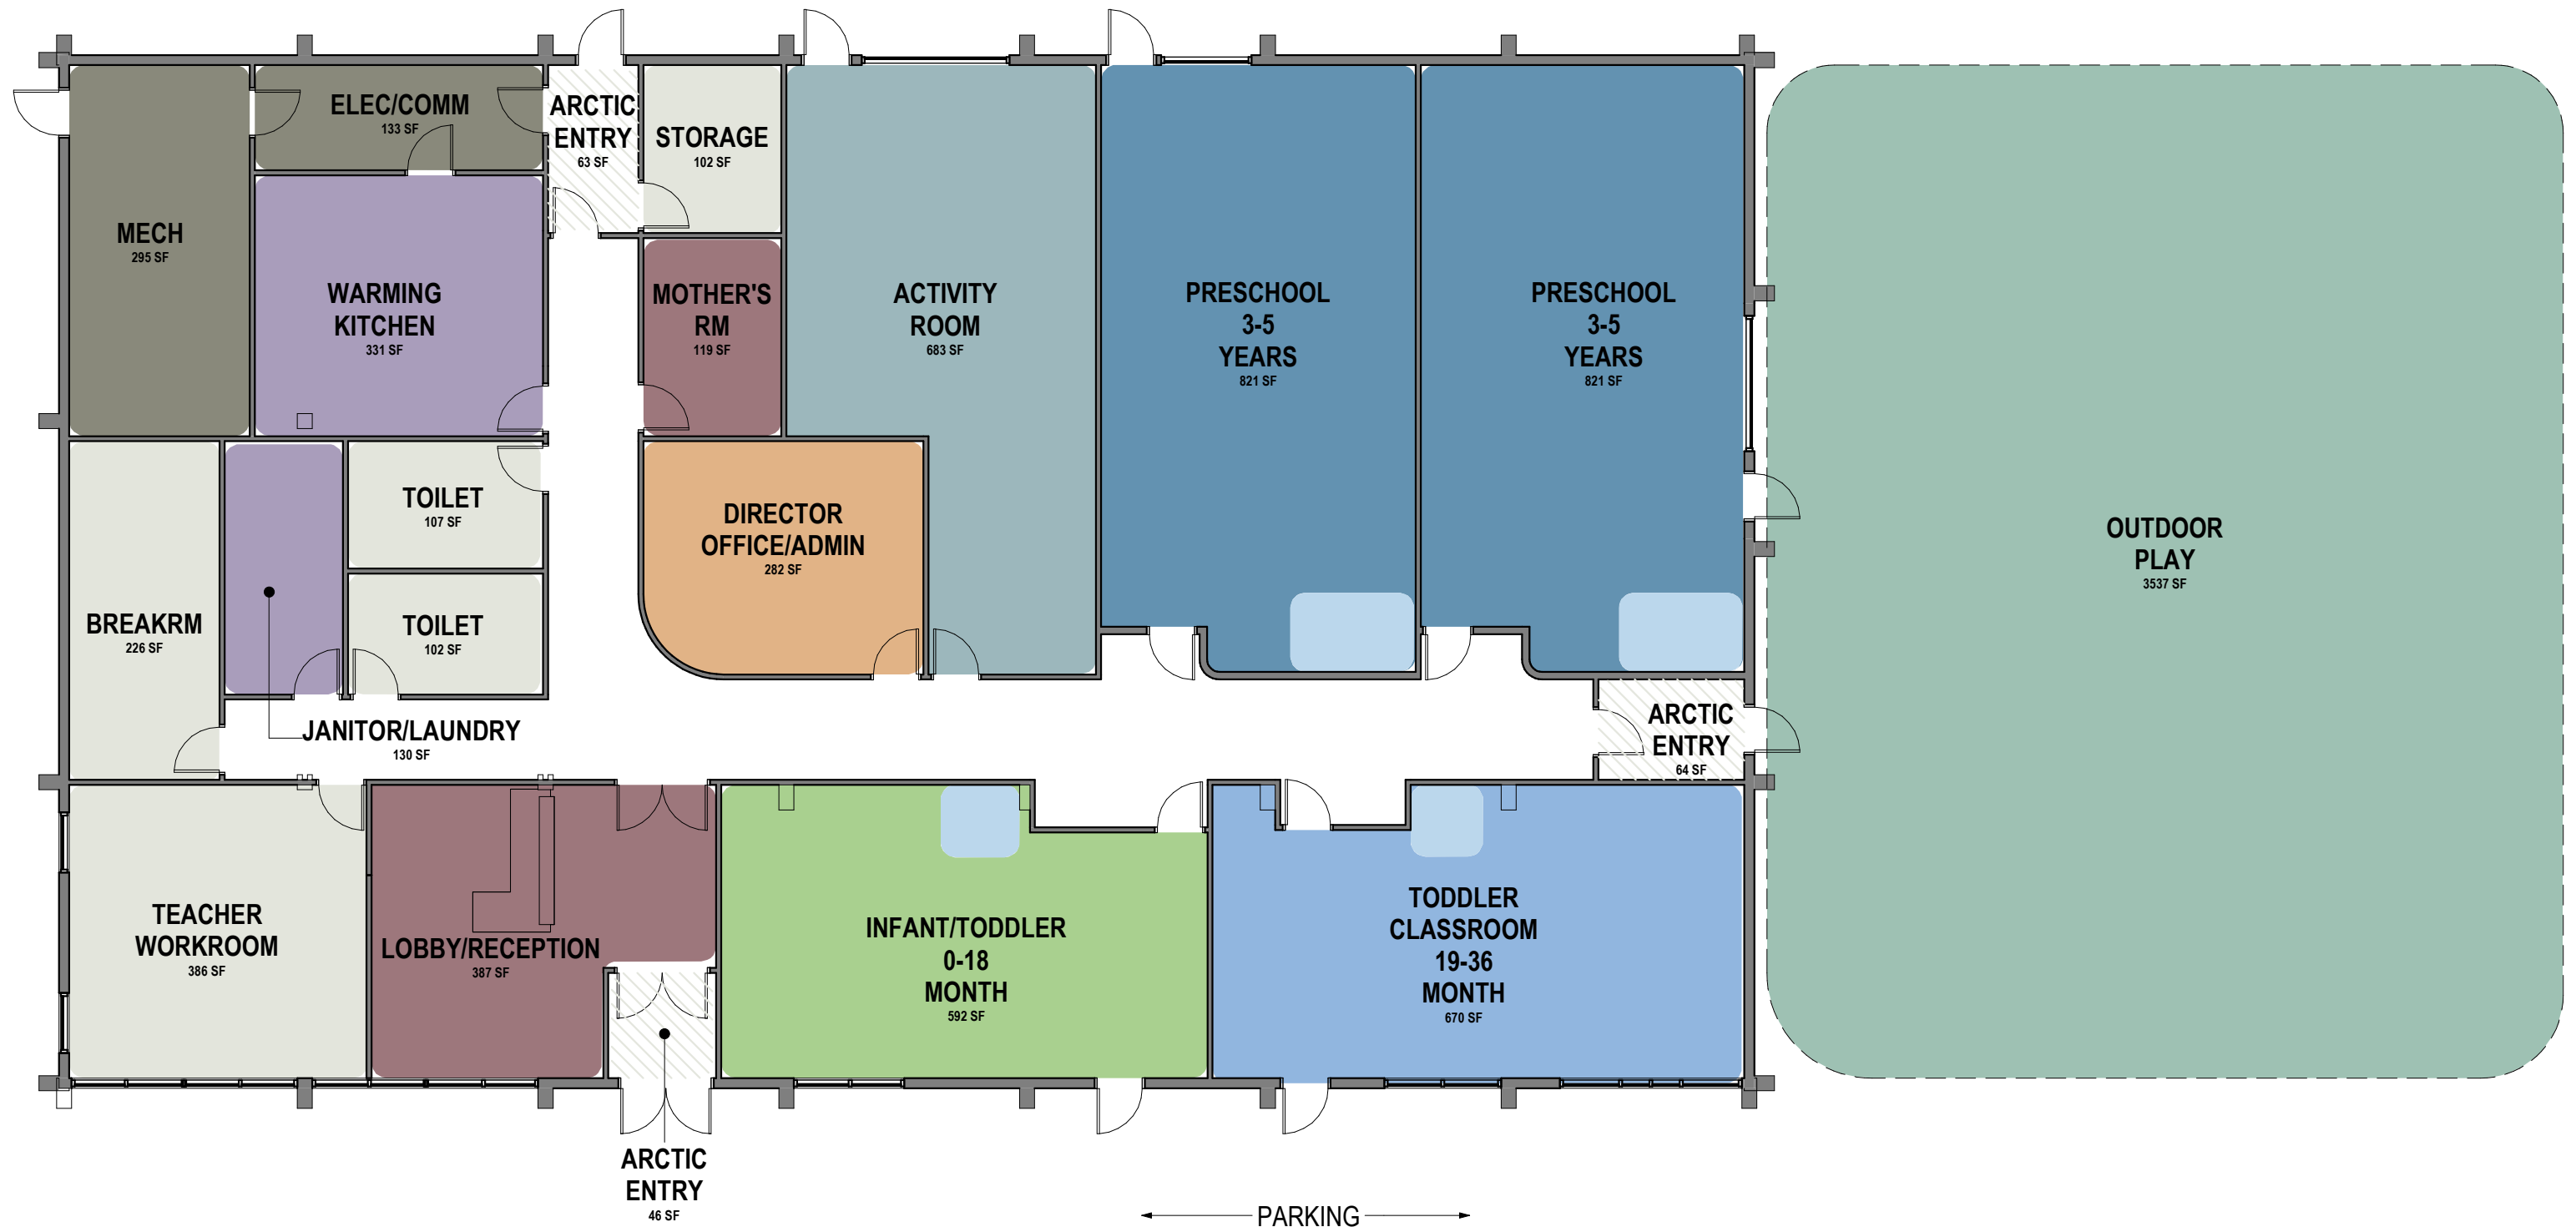 ELEC/COMM
133 SF
ARCTIC
ENTRY
63 SF
STORAGE
102 SF
MECH
295 SF
WARMING
KITCHEN
331 SF
MOTHER'S
RM
119 SF
ACTIVITY
ROOM
683 SF
PRESCHOOL
3-5
YEARS
821 SF
PRESCHOOL
3-5
YEARS
821 SF
TOILET
107 SF
DIRECTOR
OFFICE/ADMIN
282 SF
OUTDOOR
PLAY
3537 SF
BREAKRM
226 SF
TOILET
102 SF
JANITOR/LAUNDRY
130 SF
ARCTIC
ENTRY
64 SF
TEACHER
WORKROOM
386 SF
LOBBY/RECEPTION
387 SF
INFANT/TODDLER
0-18
MONTH
592 SF
TODDLER
CLASSROOM
19-36
MONTH
670 SF
ARCTIC
ENTRY
46 SF
PARKING